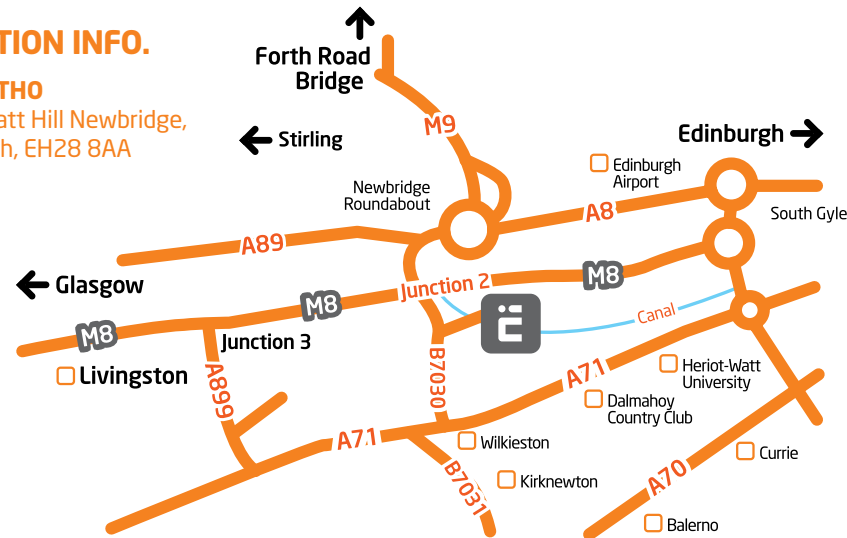 TION INFO.
THO
att Hill Newbridge,
h, EH28 8AA
Forth Road
Bridge
M9
Stirling
Edinburgh
Edinburgh
Airport
Newbridge
Roundabout
A8
South Gyle
A89
Glasgow
Junction 2
M8
M8
M8
Canal
Junction 3
Livingston
A899
B7030
A71
Heriot-Watt
University
Dalmahoy
Country Club
A71
Wilkieston
Currie
B7031
Kirknewton
A70
Balerno